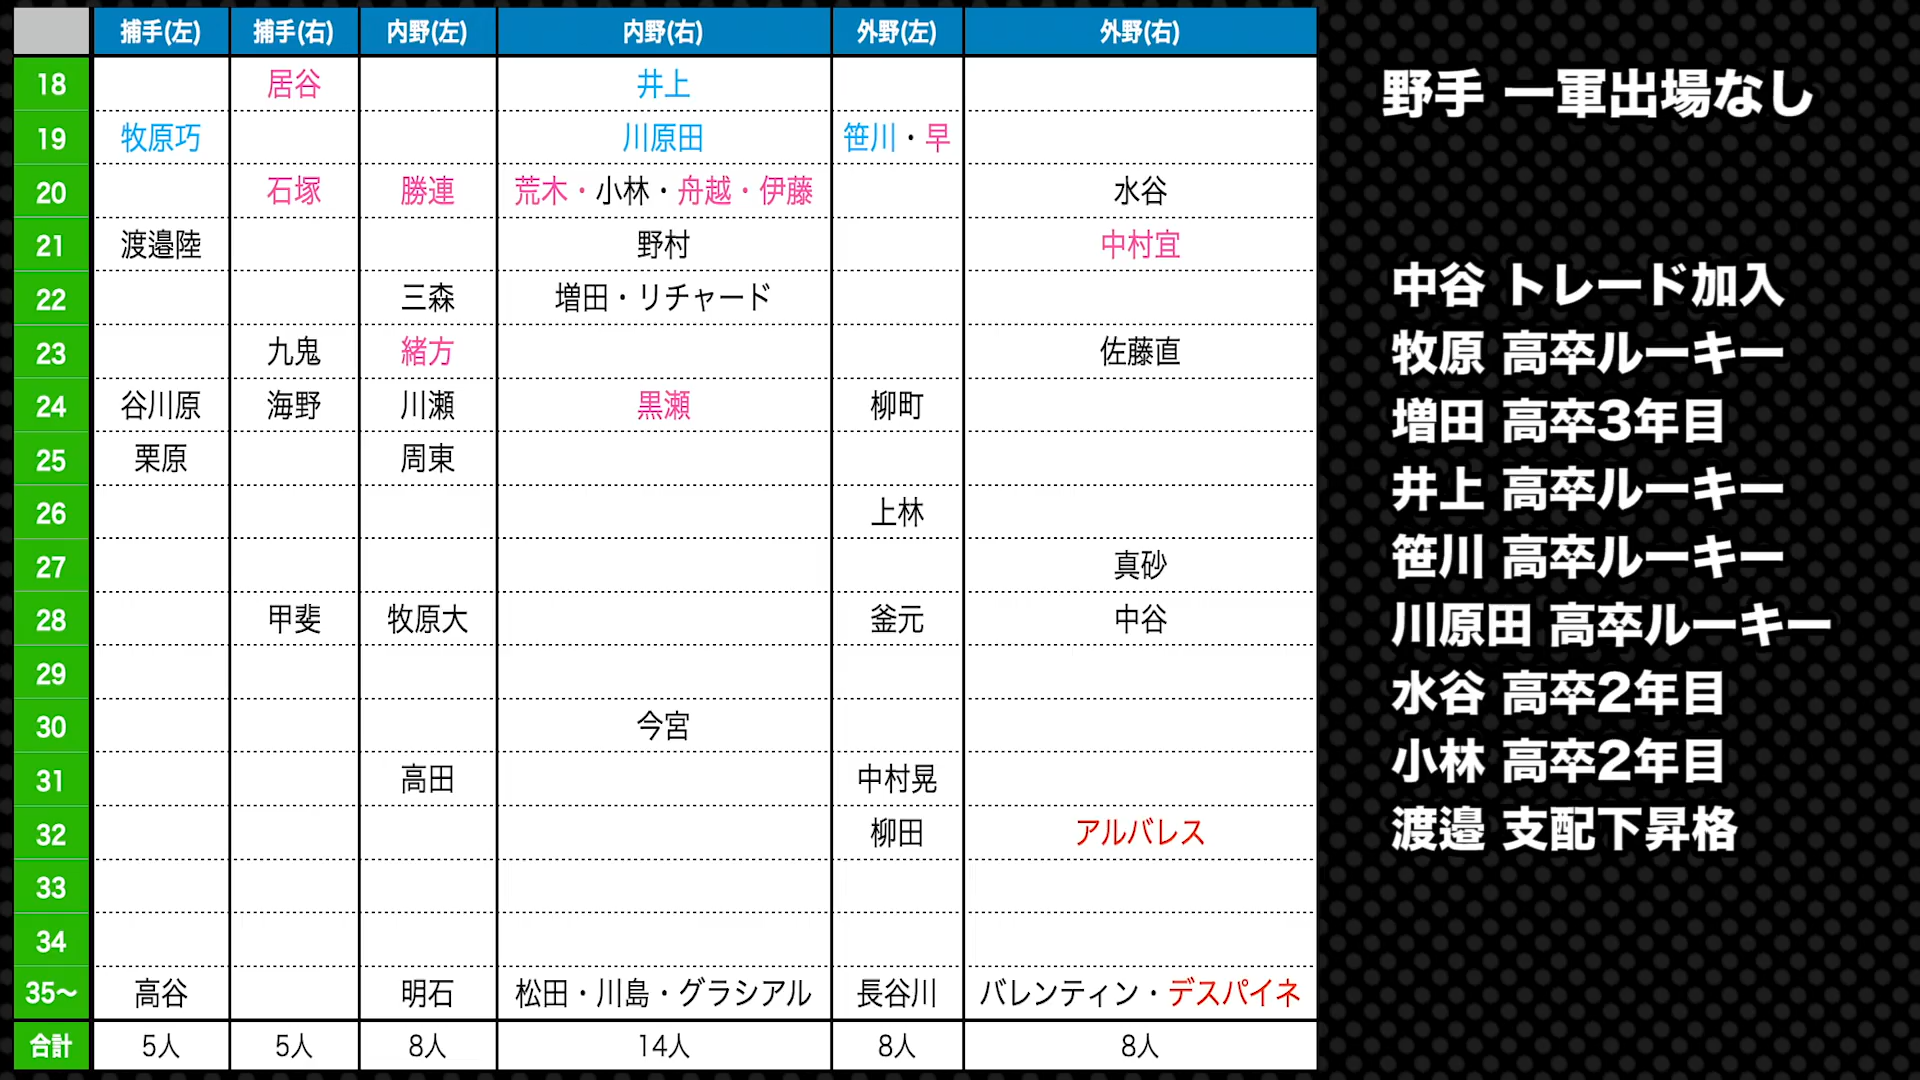 捕手(左) 捕手(右) 内野(左) 内野(右) 外野(左) 外野(右)
18 居谷 井上
19 牧原巧 川原田 笹川・早
20 石塚 勝連 荒木・小林・舟越・伊藤 水谷
21 渡邉陸 野村 中村宜
22 三森 増田・リチャード
23 九鬼 緒方 佐藤直
24 谷川原 海野 川瀬 黒瀬 柳町
25 栗原 周東
26 上林
27 真砂
28 甲斐 牧原大 釜元 中谷
29
30 今宮
31 高田 中村晃
32 柳田 アルバレス
33
34
35〜 高谷 明石 松田・川島・グラシアル 長谷川 バレンティン・デスパイネ
合計 5人 5人 8人 14人 8人 8人
野手 一軍出場なし
中谷 トレード加入
牧原 高卒ルーキー
増田 高卒3年目
井上 高卒ルーキー
笹川 高卒ルーキー
川原田 高卒ルーキー
水谷 高卒2年目
小林 高卒2年目
渡邉 支配下昇格